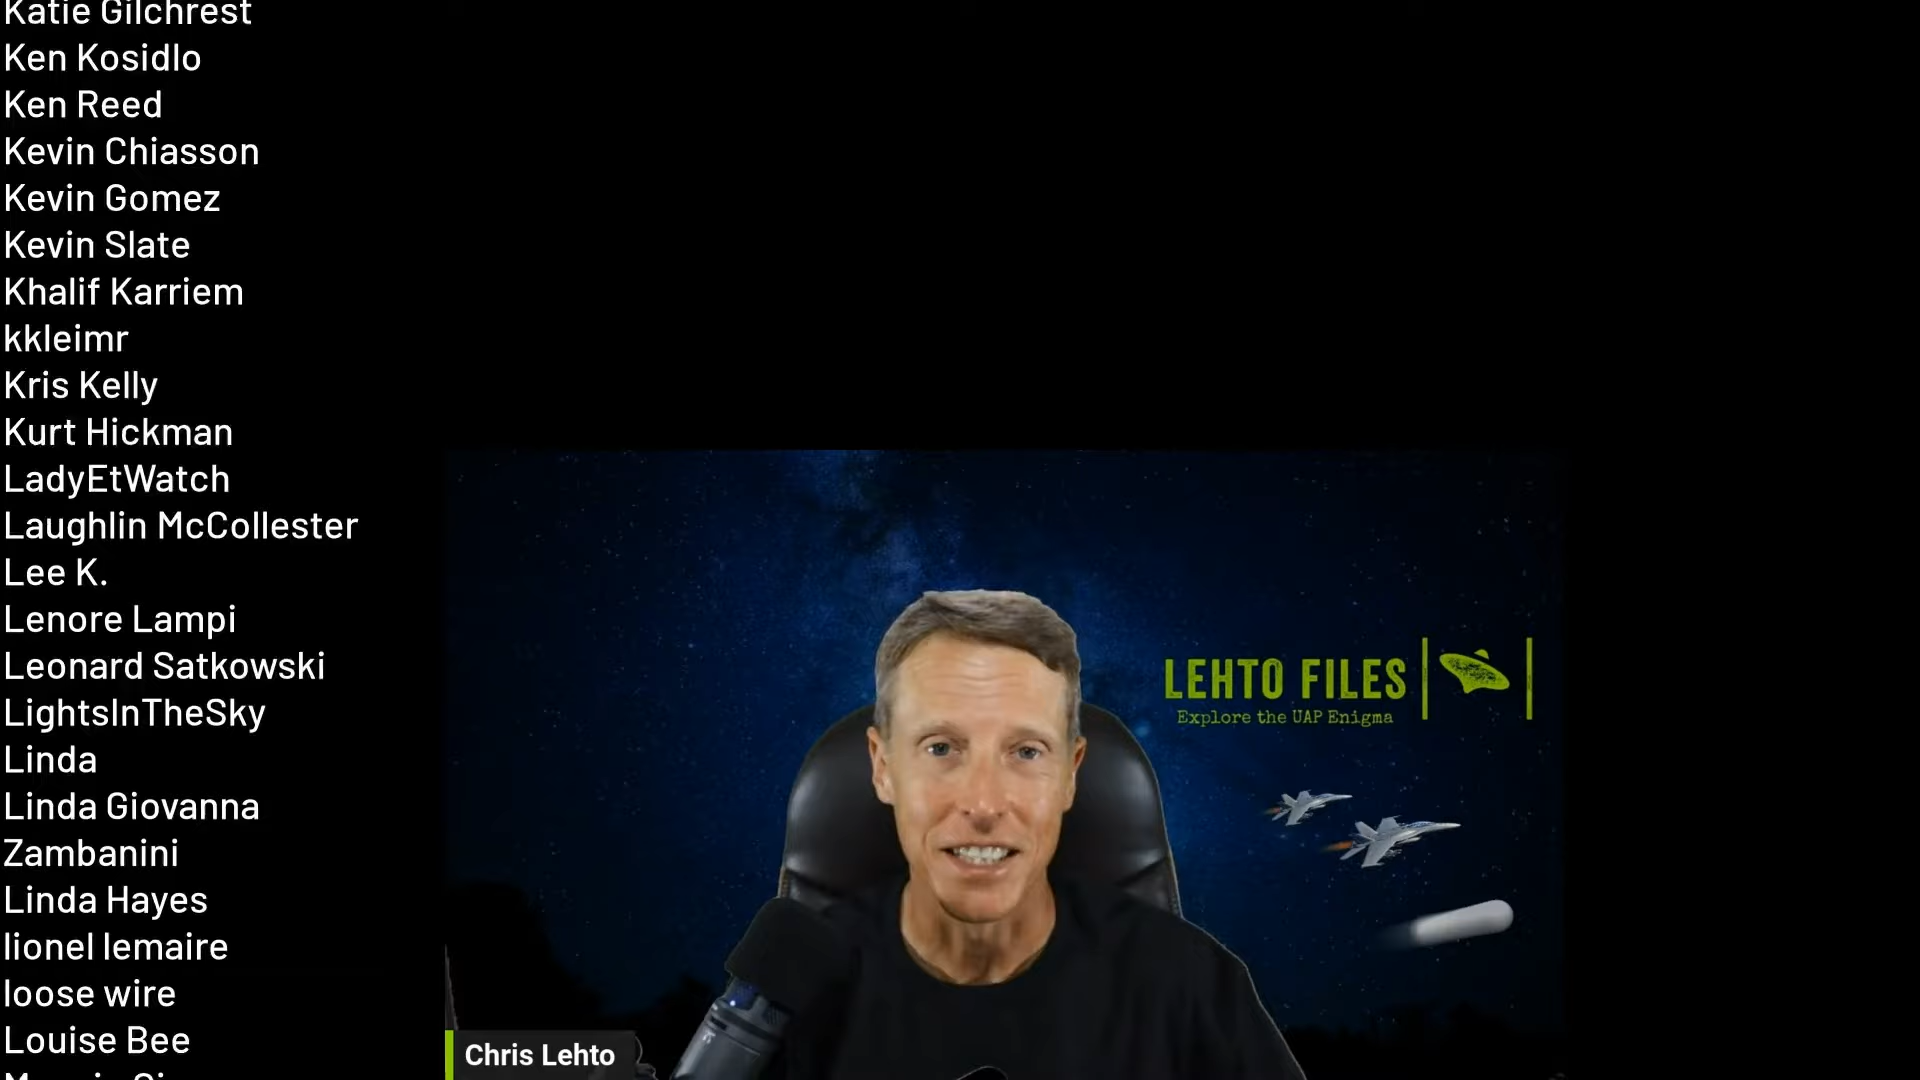 Katie Gilchrest
Ken Kosidlo
Ken Reed
Kevin Chiasson
Kevin Gomez
Kevin Slate
Khalif Karriem
kkleimr
Kris Kelly
Kurt Hickman
LadyEtWatch
Laughlin McCollester
Lee K.
Lenore Lampi
Leonard Satkowski
LightsInTheSky
Linda
Linda Giovanna
Zambanini
Linda Hayes
lionel lemaire
loose wire
Louise Bee
LEHTO FILES
Explore the UAP Enigma
Chris Lehto